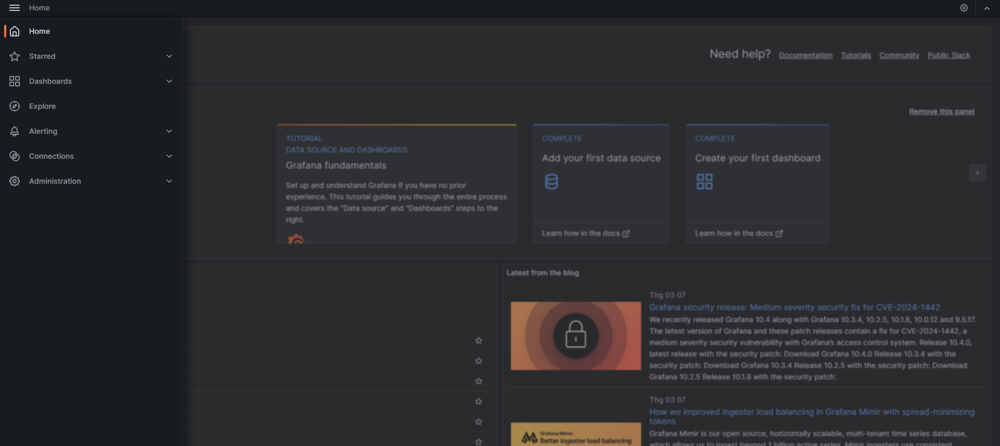 Home
Home
Starred
Dashboards
Explore
Alerting
Connections
Administration
Need help?
Documentation
Tutorials
Community
Public Slack
Remove this panel
TUTORIAL
DATA SOURCE AND DASHBOARDS
Grafana fundamentals
Set up and understand Grafana if you have no prior
experience. This tutorial guides you through the entire process
and covers the "Data source" and "Dashboards" steps to the
right.
COMPLETE
Add your first data source
Learn how in the docs
COMPLETE
Create your first dashboard
Learn how in the docs
Latest from the blog
Thg 03 07
Grafana security release: Medium severity security fix for CVE-2024-1442
We recently released Grafana 10.4 along with Grafana 10.3.4, 10.2.5, 10.1.8, 10.0.12 and 9.5.17.
The latest version of Grafana and these patch releases contain a fix for CVE-2024-1442, a
medium severity security vulnerability with Grafana's access control system. Release 10.4.0,
latest release with the security patch: Download Grafana 10.4.0 Release 10.3.4 with the
security patch: Download Grafana 10.3.4 Release 10.2.5 with the security patch: Download
Grafana 10.2.5 Release 10.1.8 with the security patch:
Thg 03 07
How we improved ingester load balancing in Grafana Mimir with spread-minimizing
tokens
Grafana Mimir:
Better ingester load balancing
Grafana Mimir is our open source, horizontally scalable, multi-tenant time series database,
which allows us to ingest beyond 1 billion active series. Mimir ingesters use consistent